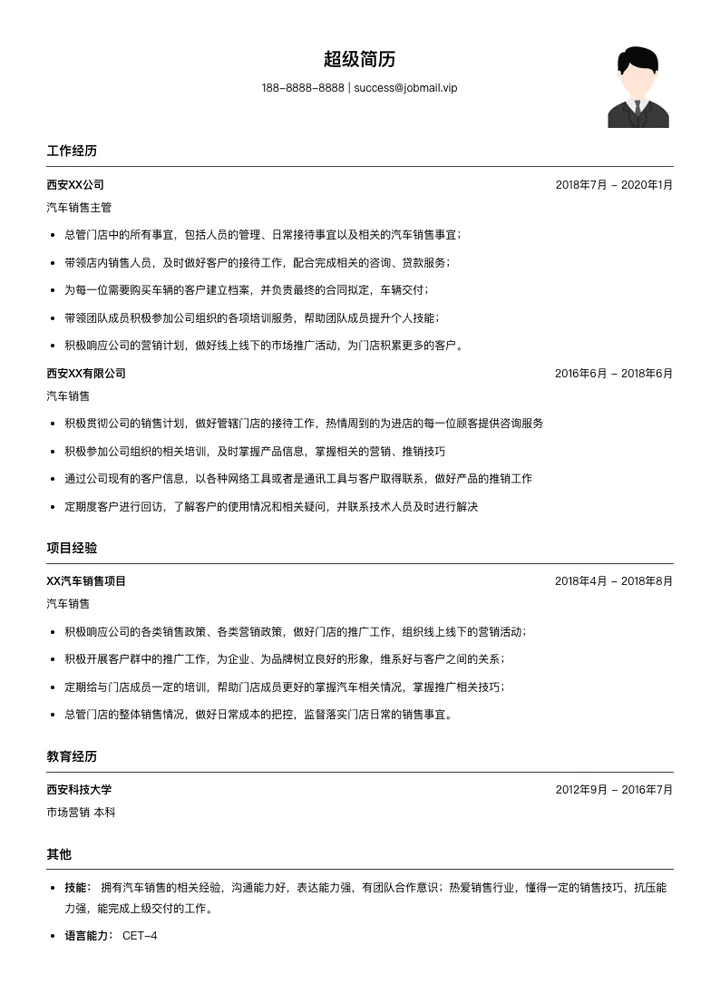 超级简历
188-8888-8888 | success@jobmail.vip
工作经历
西安XX公司 2018年7月 – 2020年1月
汽车销售主管
• 总管门店中的所有事宜，包括人员的管理、日常接待事宜以及相关的汽车销售事宜；
• 带领店内销售人员，及时做好客户的接待工作，配合完成相关的咨询、贷款服务；
• 为每一位需要购买车辆的客户建立档案，并负责最终的合同拟定，车辆交付；
• 带领团队成员积极参加公司组织的各项培训服务，帮助团队成员提升个人技能；
• 积极响应公司的营销计划，做好线上线下的市场推广活动，为门店积累更多的客户。
西安XX有限公司 2016年6月 – 2018年6月
汽车销售
• 积极贯彻公司的销售计划，做好管辖门店的接待工作，热情周到的为进店的每一位顾客提供咨询服务
• 积极参加公司组织的相关培训，及时掌握产品信息，掌握相关的营销、推销技巧
• 通过公司现有的客户信息，以各种网络工具或者是通讯工具与客户取得联系，做好产品的推销工作
• 定期度客户进行回访，了解客户的使用情况和相关疑问，并联系技术人员及时进行解决
项目经验
XX汽车销售项目 2018年4月 – 2018年8月
汽车销售
• 积极响应公司的各类销售政策、各类营销政策，做好门店的推广工作，组织线上线下的营销活动；
• 积极开展客户群中的推广工作，为企业、为品牌树立良好的形象，维系好与客户之间的关系；
• 定期给与门店成员一定的培训，帮助门店成员更好的掌握汽车相关情况，掌握推广相关技巧；
• 总管门店的整体销售情况，做好日常成本的把控，监督落实门店日常的销售事宜。
教育经历
西安科技大学 2012年9月 – 2016年7月
市场营销 本科
其他
• 技能： 拥有汽车销售的相关经验，沟通能力好，表达能力强，有团队合作意识；热爱销售行业，懂得一定的销售技巧，抗压能
力强，能完成上级交付的工作。
• 语言能力： CET-4